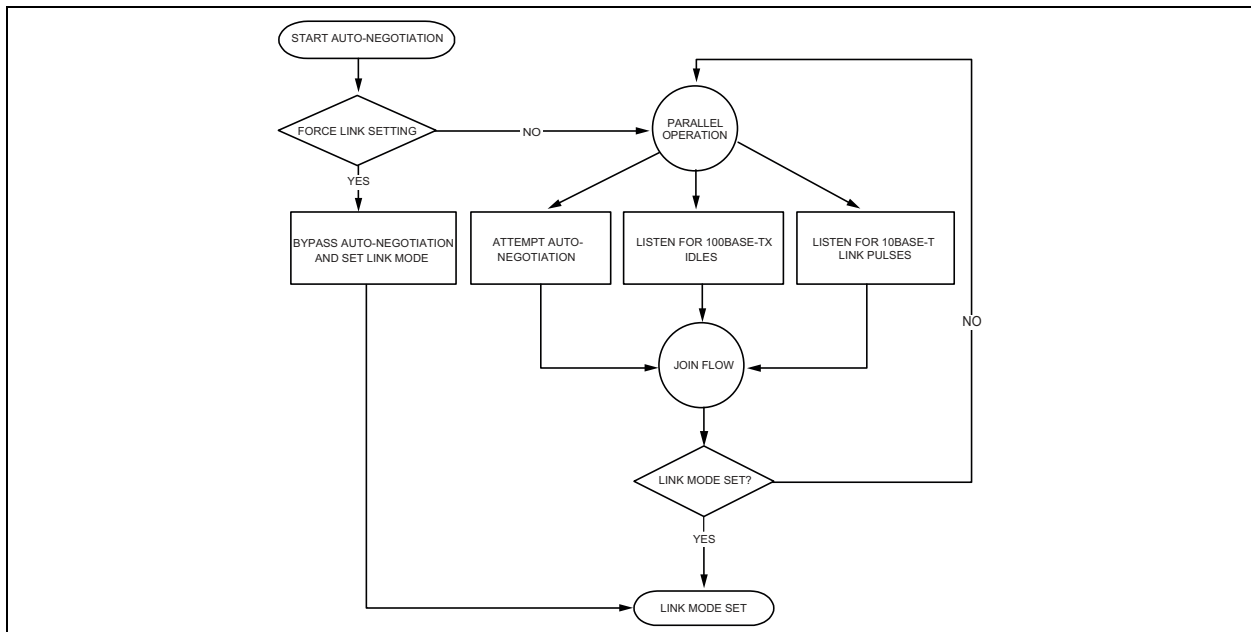 START AUTO-NEGOTIATION
FORCE LINK SETTING
NO
PARALLEL
OPERATION
YES
BYPASS AUTO-NEGOTIATION
AND SET LINK MODE
ATTEMPT AUTO-
NEGOTIATION
LISTEN FOR 100BASE-TX
IDLES
LISTEN FOR 10BASE-T
LINK PULSES
NO
JOIN FLOW
LINK MODE SET?
YES
LINK MODE SET